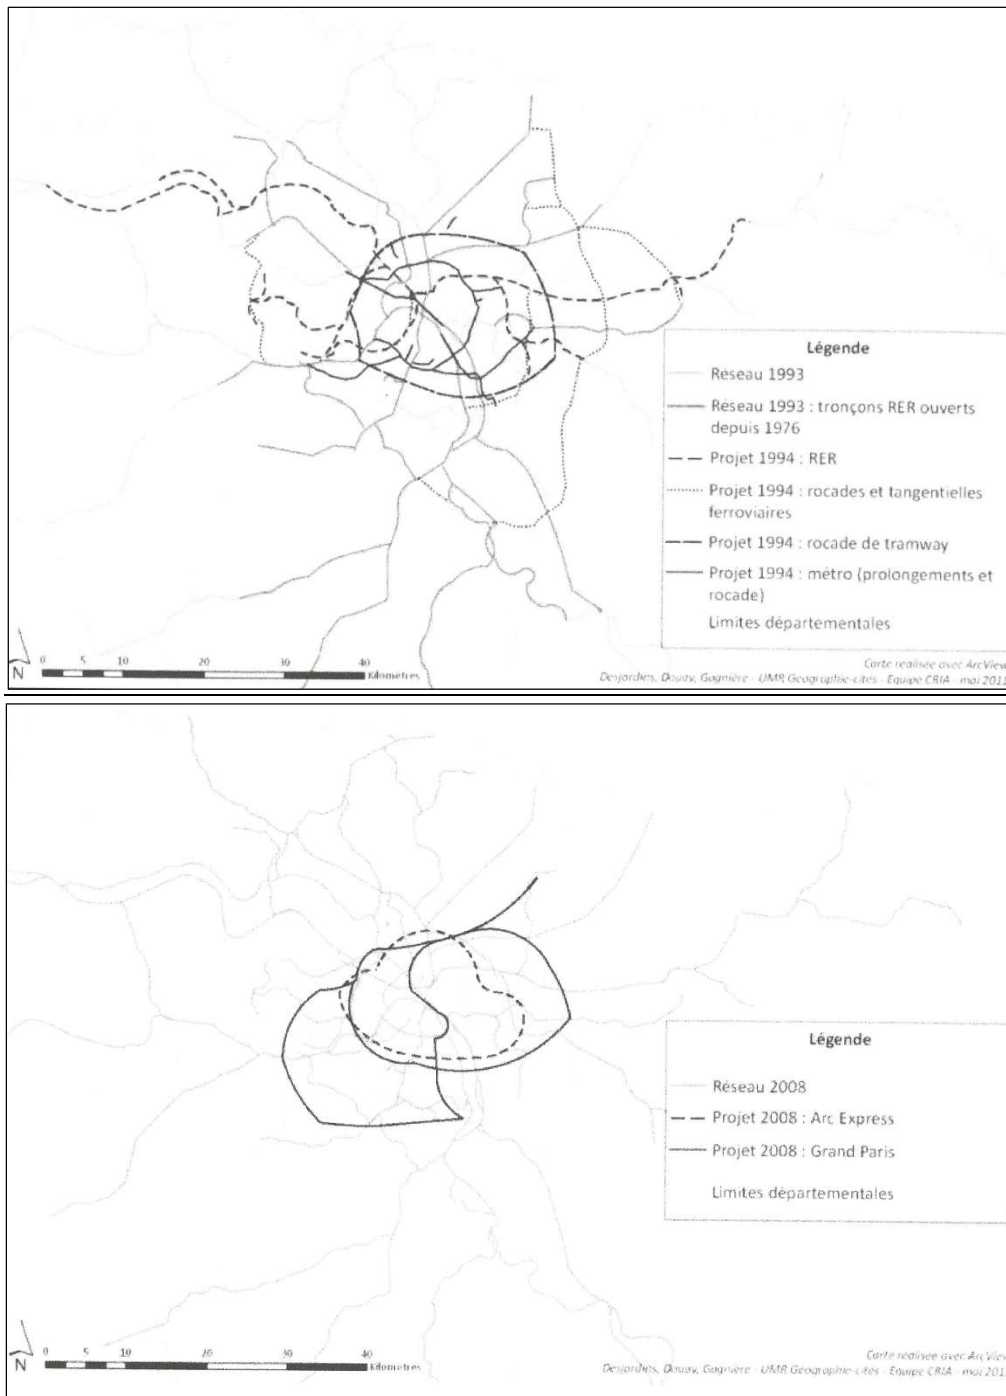 Légende
Réseau 1993
Réseau 1993 : tronçons RER ouverts
depuis 1976
Projet 1994 : RER
Projet 1994 : rocades et tangentielles
ferroviaires
Projet 1994 : rocade de tramway
Projet 1994 : métro (prolongements et
rocade)
Limites départementales
N
0 5 10 20 30 40
Kilomètres
Carte réalisée avec ArcView
Desjardins, Douay, Gagnière - UMR Géographie-cités - Equipe CRIA - mai 2011
Légende
Réseau 2008
Projet 2008 : Arc Express
Projet 2008 : Grand Paris
Limites départementales
N
0 5 10 20 30 40
Kilomètres
Carte réalisée avec ArcView
Desjardins, Douay, Gagnière - UMR Géographie-cités - Equipe CRIA - mai 2011